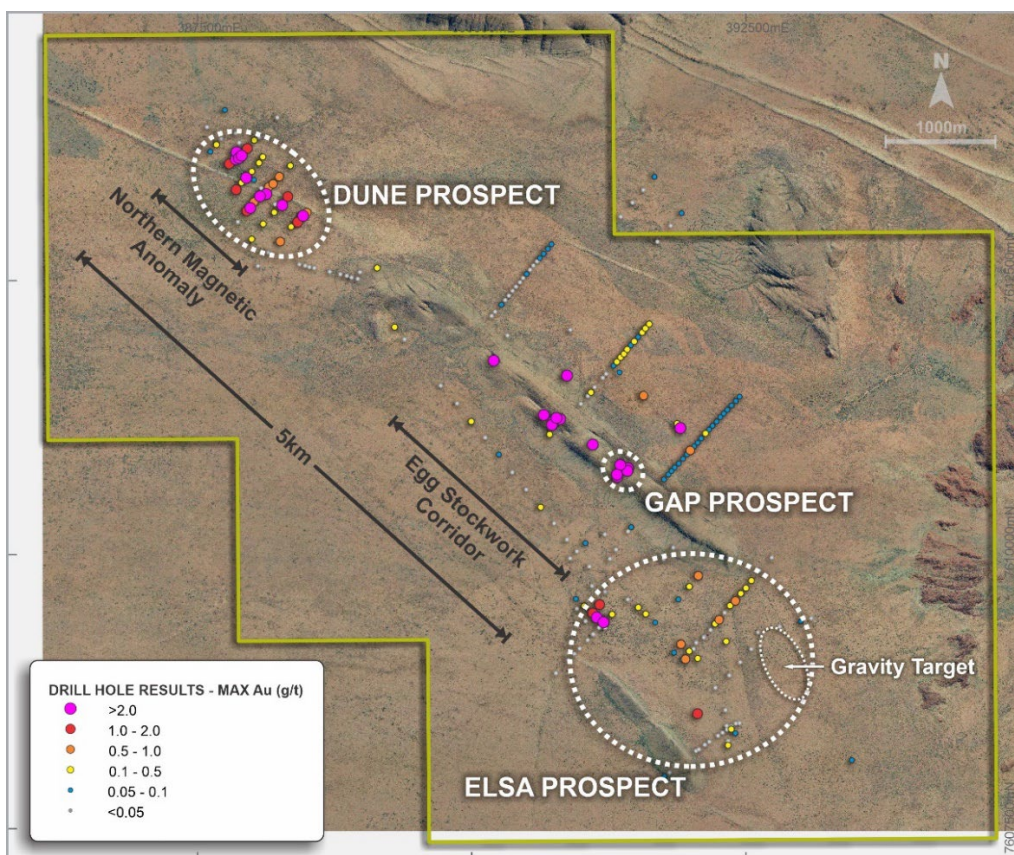 387500mE
392500mE
N
1000m
DUNE PROSPECT
Northern Magnetic
Anomaly
5km
Egg Stockwork
Corridor
GAP PROSPECT
Gravity Target
ELSA PROSPECT
DRILL HOLE RESULTS - MAX Au (g/t)
>2.0
1.0 - 2.0
0.5 - 1.0
0.1 - 0.5
0.05 - 0.1
<0.05